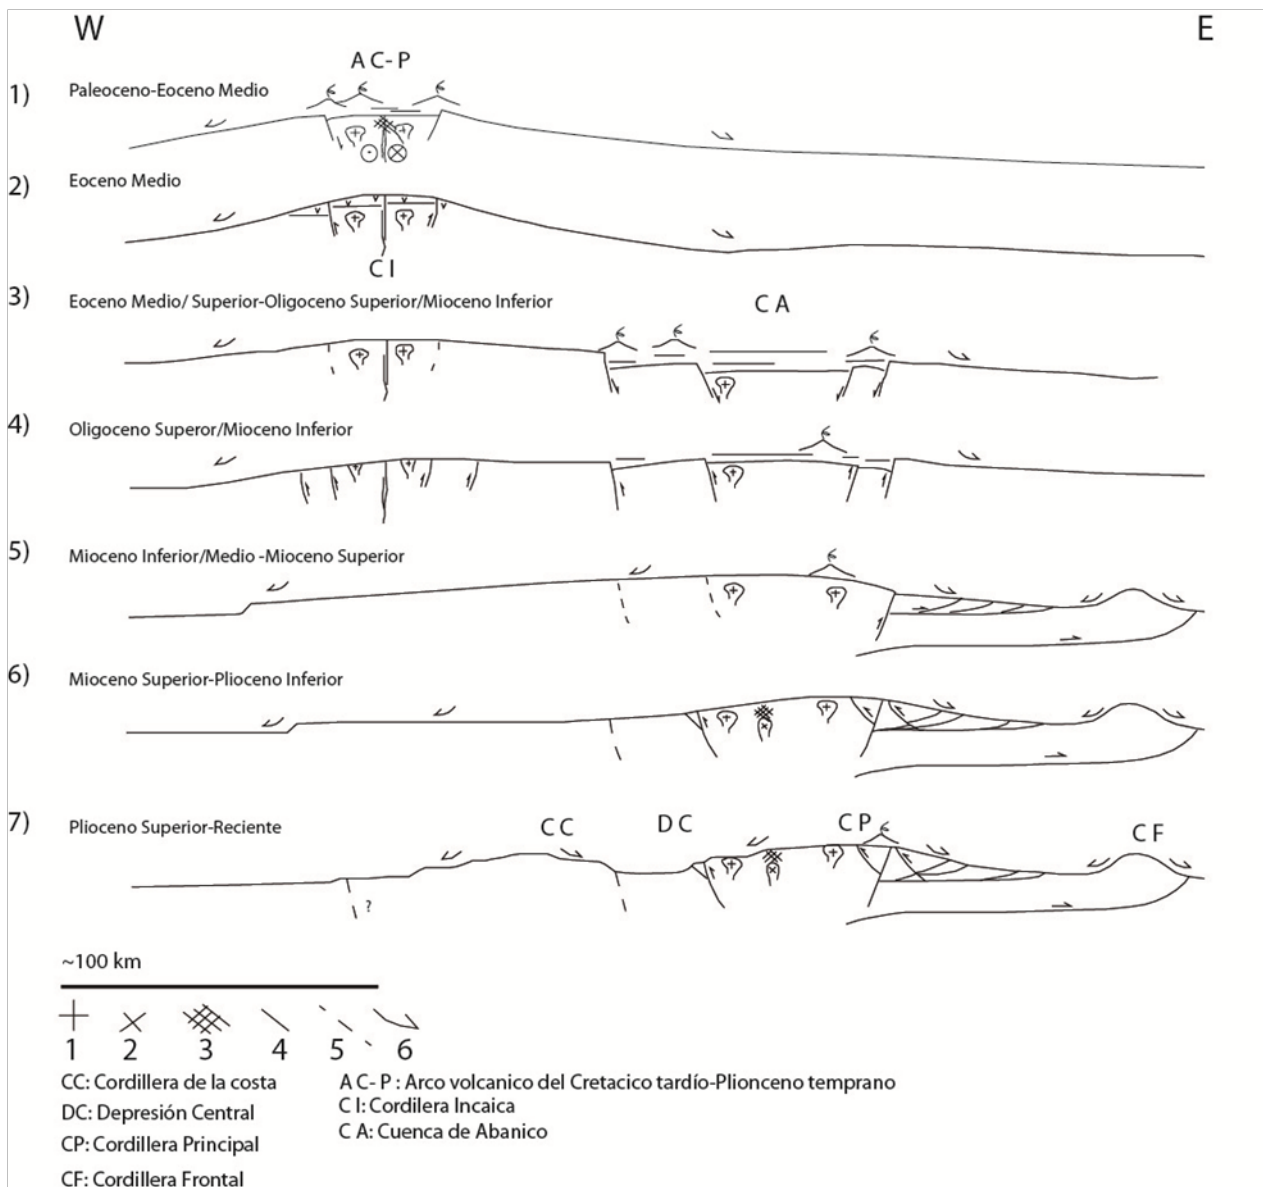 W E
A C- P
1) Paleoceno-Eoceno Medio
2) Eoceno Medio
C I
3) Eoceno Medio/ Superior-Oligoceno Superior/Mioceno Inferior
C A
4) Oligoceno Superor/Mioceno Inferior
5) Mioceno Inferior/Medio -Mioceno Superior
6) Mioceno Superior-Plioceno Inferior
7) Plioceno Superior-Reciente
C C D C C P C F
?
~100 km
1 2 3 4 5 6
CC: Cordillera de la costa
DC: Depresión Central
CP: Cordillera Principal
CF: Cordillera Frontal
A C- P : Arco volcanico del Cretacico tardío-Plionceno temprano
C I: Cordilera Incaica
C A: Cuenca de Abanico